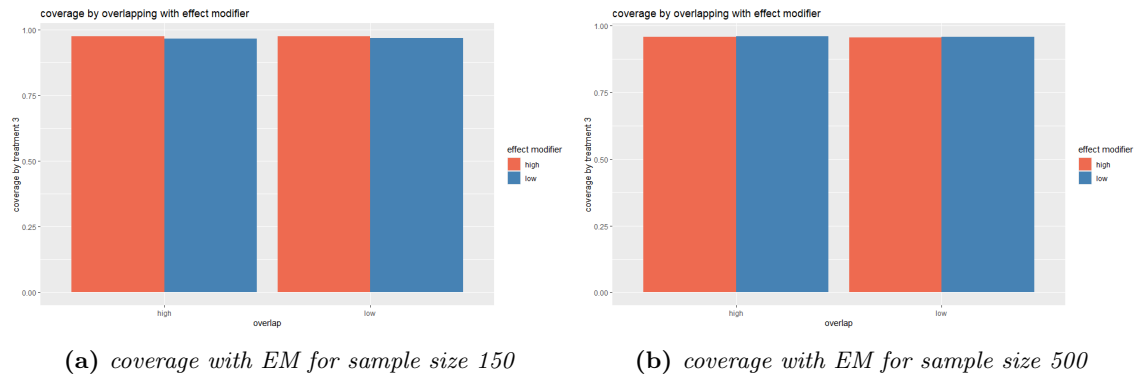 coverage by overlapping with effect modifier
1.00
0.75
0.50
0.25
0.00
coverage by treatment 3
high
low
overlap
effect modifier
high
low
(a) coverage with EM for sample size 150
coverage by overlapping with effect modifier
1.00
0.75
0.50
0.25
0.00
coverage by treatment 3
high
low
overlap
effect modifier
high
low
(b) coverage with EM for sample size 500